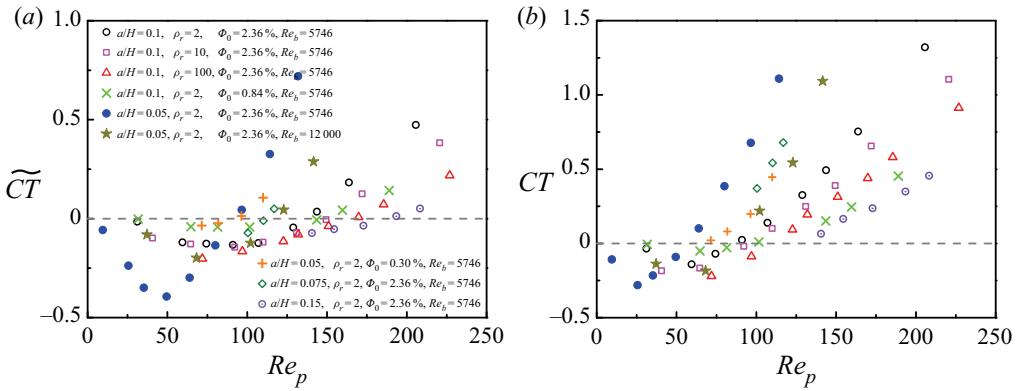 (a)
1.0
0.5
0
−0.5
CT
a/H=0.1, ρr=2, Φ0=2.36%, Reb=5746
a/H=0.1, ρr=10, Φ0=2.36%, Reb=5746
a/H=0.1, ρr=100, Φ0=2.36%, Reb=5746
a/H=0.1, ρr=2, Φ0=0.84%, Reb=5746
a/H=0.05, ρr=2, Φ0=2.36%, Reb=5746
a/H=0.05, ρr=2, Φ0=2.36%, Reb=12 000
a/H=0.05, ρr=2, Φ0=0.30%, Reb=5746
a/H=0.075, ρr=2, Φ0=2.36%, Reb=5746
a/H=0.15, ρr=2, Φ0=2.36%, Reb=5746
0 50 100 150 200 250
Rep
(b)
1.5
1.0
0.5
0
−0.5
CT
0 50 100 150 200 250
Rep